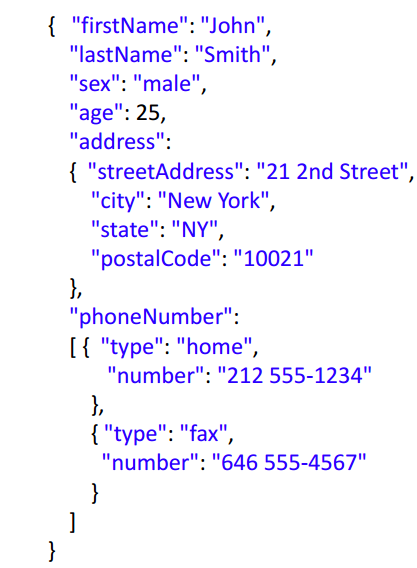 { "firstName": "John",
"lastName": "Smith",
"sex": "male",
"age": 25,
"address":
{ "streetAddress": "21 2nd Street",
"city": "New York",
"state": "NY",
"postalCode": "10021"
},
"phoneNumber":
[ { "type": "home",
"number": "212 555-1234"
},
{ "type": "fax",
"number": "646 555-4567"
}
]
}